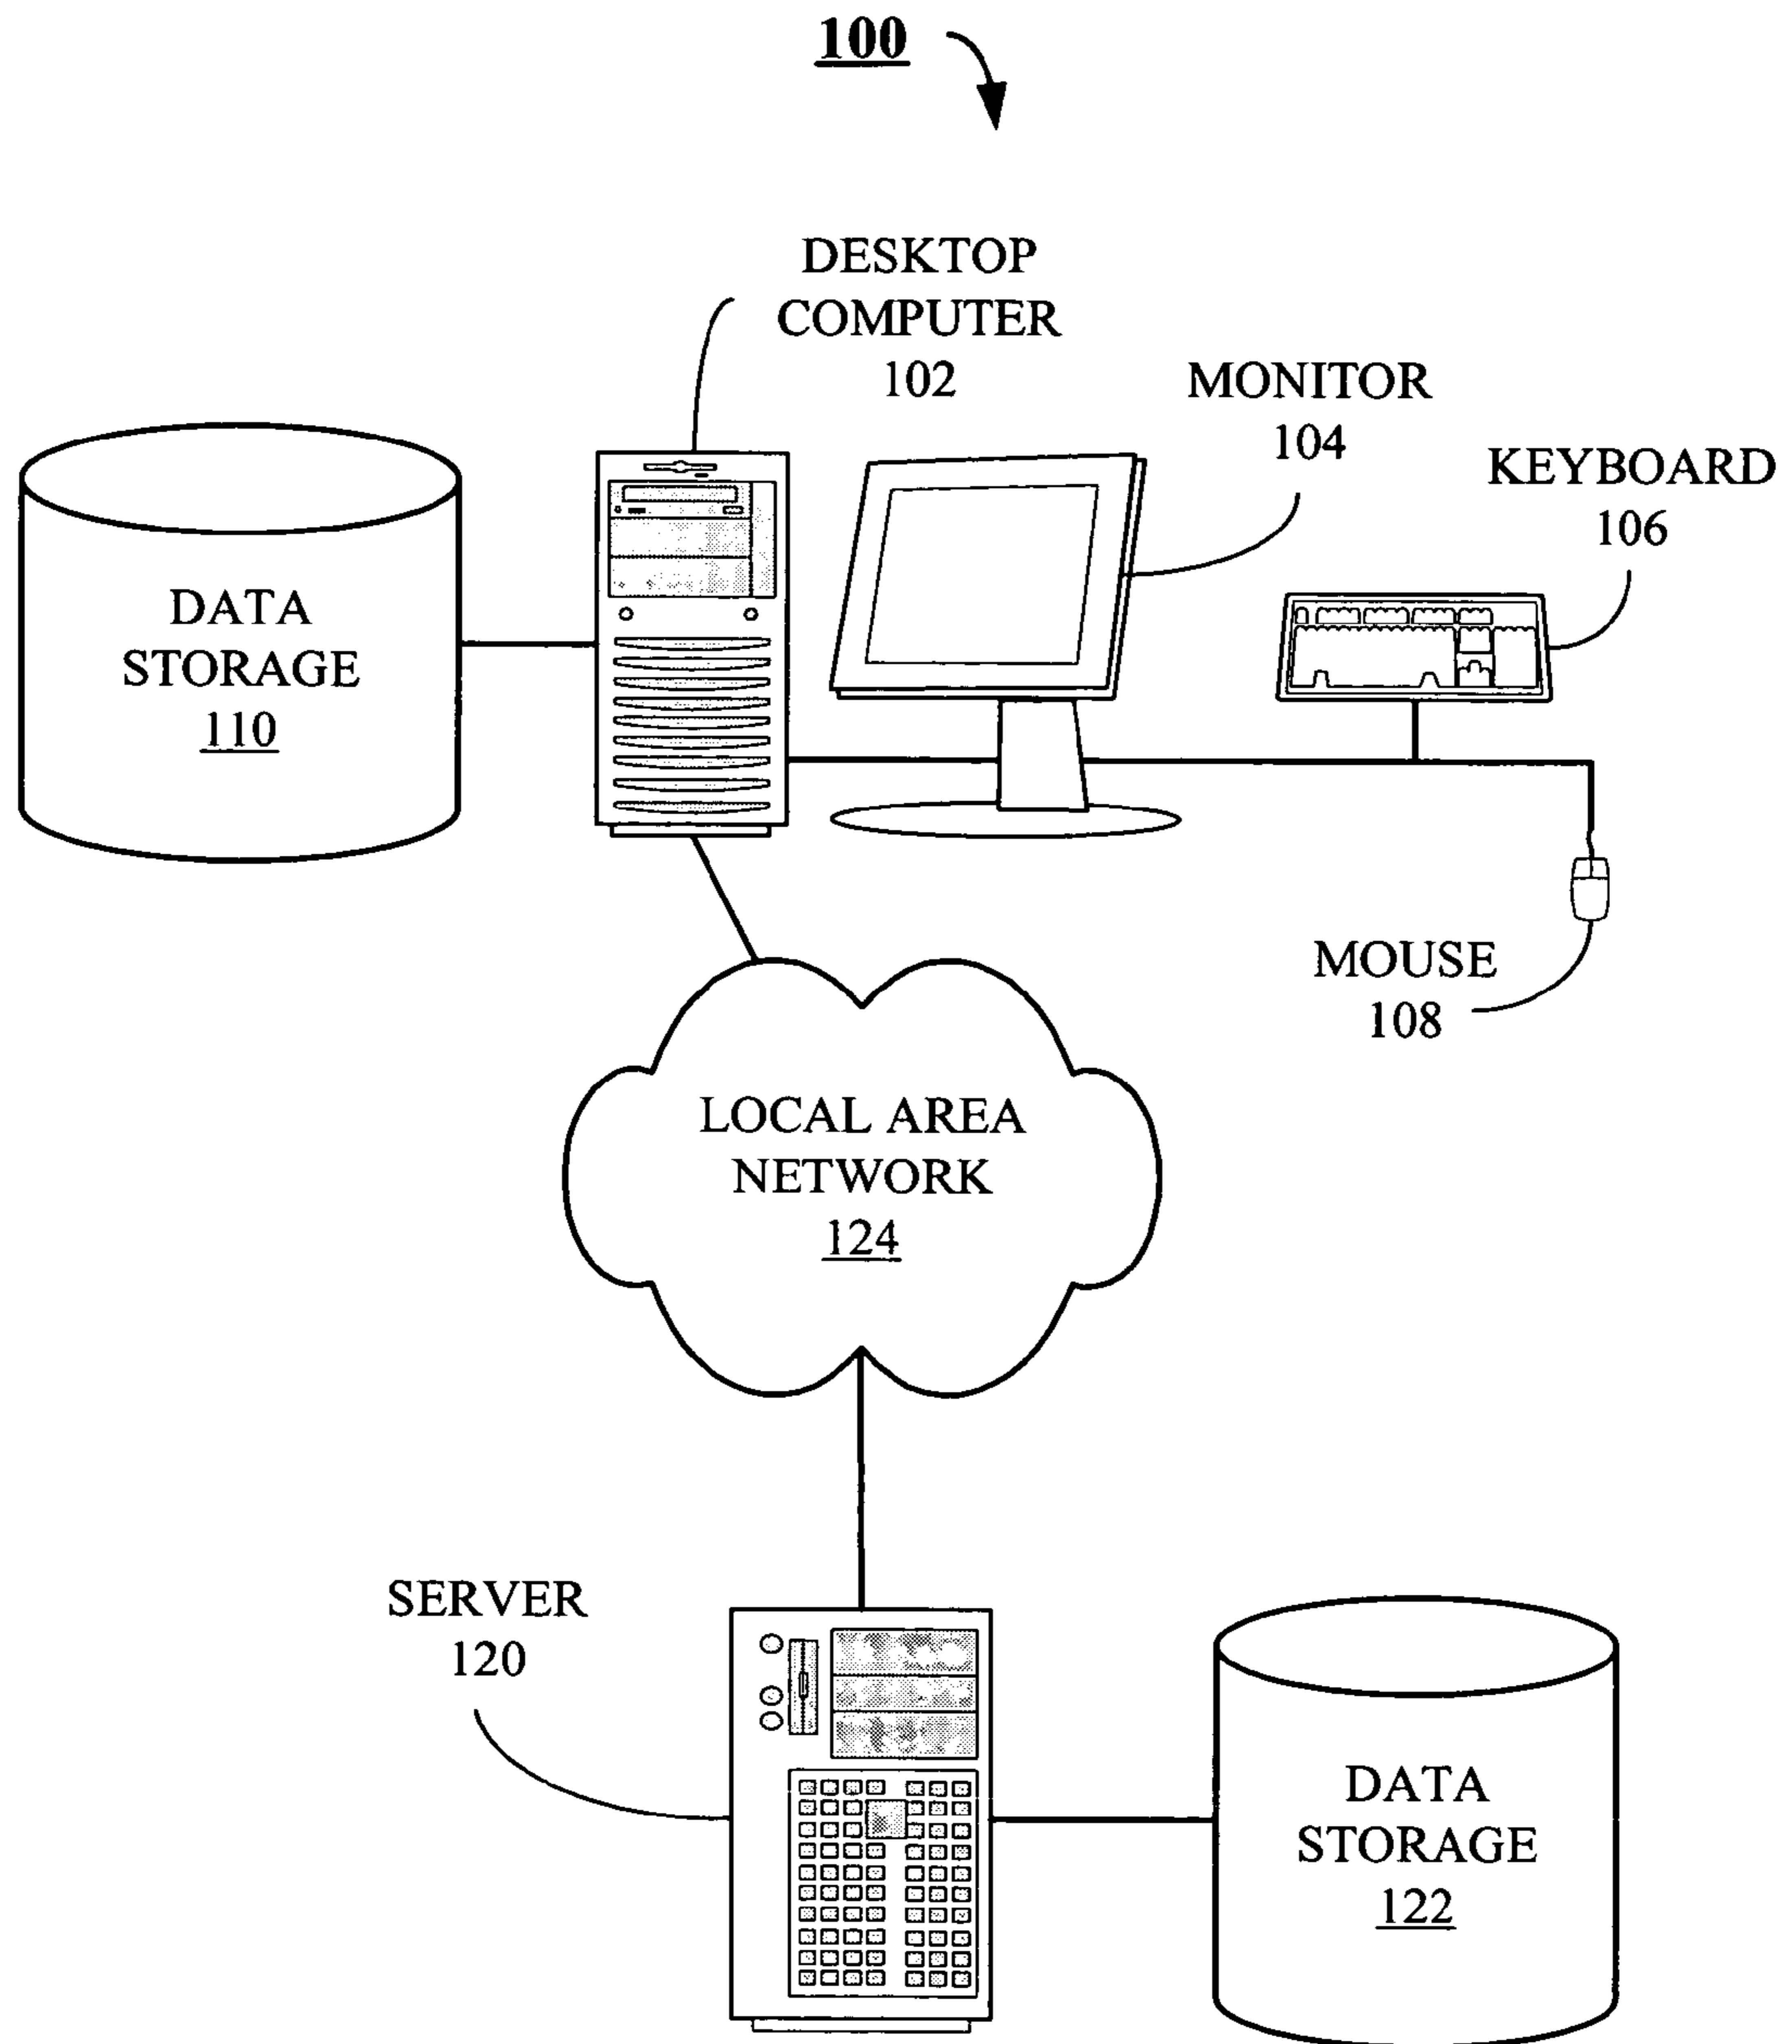 100
DESKTOP
COMPUTER
102
MONITOR
104
KEYBOARD
106
DATA
STORAGE
110
MOUSE
108
LOCAL AREA
NETWORK
124
SERVER
120
DATA
STORAGE
122